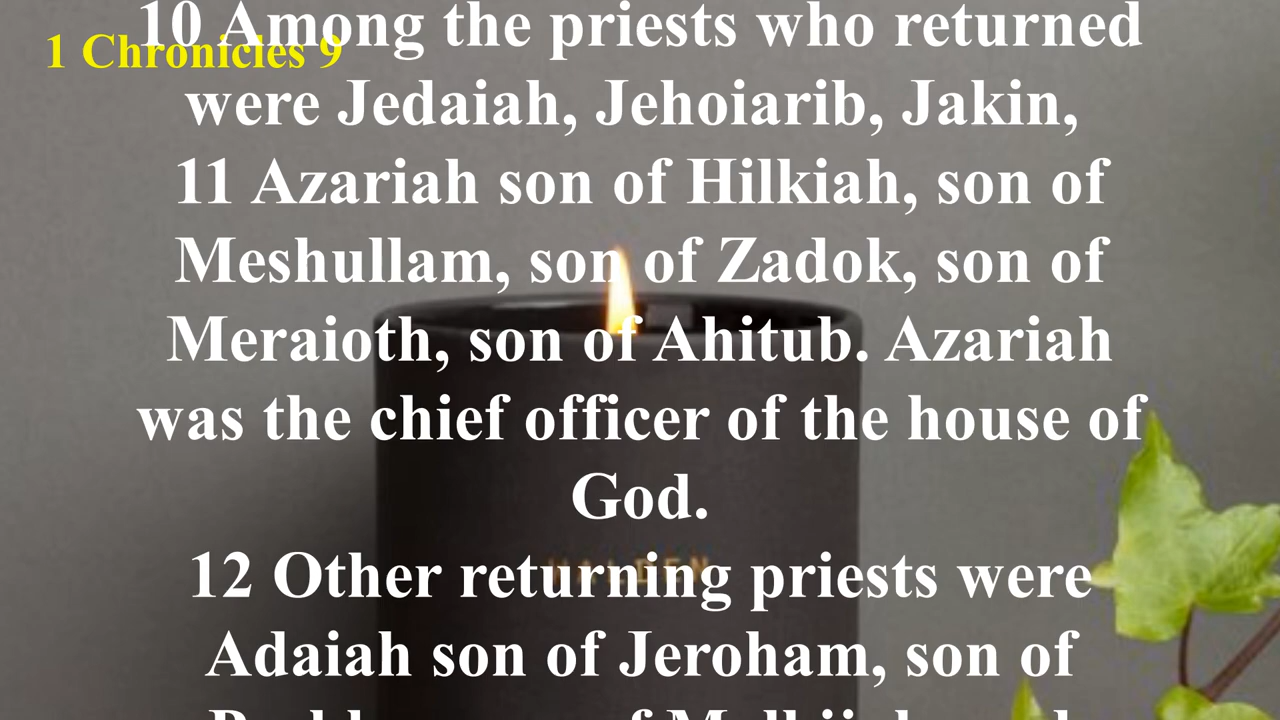 10 Among the priests who returned
1 Chronicles 9
were Jedaiah, Jehoiarib, Jakin,
11 Azariah son of Hilkiah, son of
Meshullam, son of Zadok, son of
Meraioth, son of Ahitub. Azariah
was the chief officer of the house of
God.
12 Other returning priests were
Adaiah son of Jeroham, son of